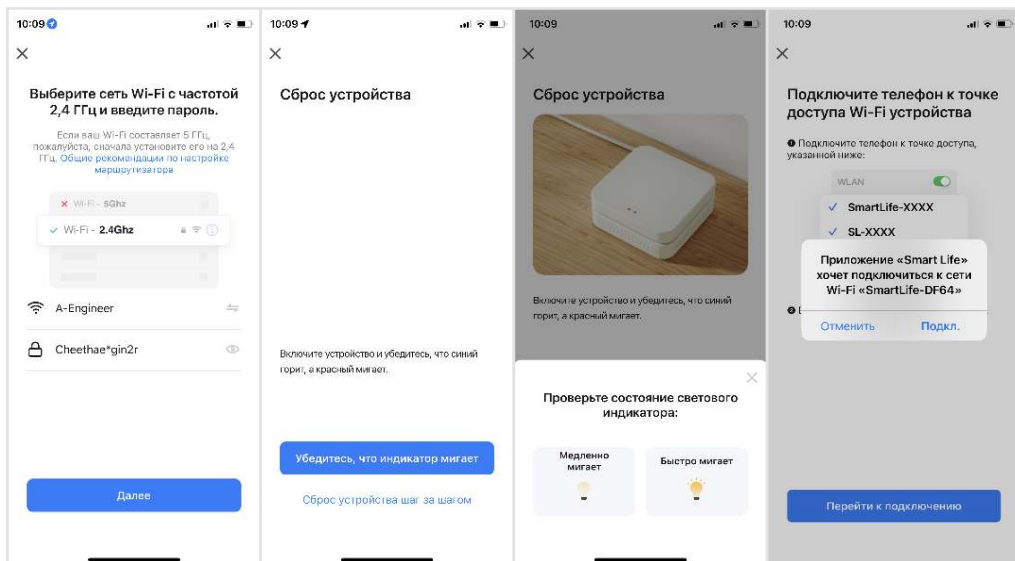 10:09
Выберите сеть Wi-Fi с частотой
2,4 ГГц и введите пароль.
Если ваш Wi-Fi составляет 5 ГГц,
пожалуйста, сначала установите его на 2,4
ГГц. Общие рекомендации по настройке
маршрутизатора
Wi-Fi - 5Ghz
Wi-Fi - 2.4Ghz
A-Engineer
Cheethae*gin2r
Далее
10:09
Сброс устройства
Включите устройство и убедитесь, что синий
горит, а красный мигает.
Убедитесь, что индикатор мигает
Сброс устройства шаг за шагом
10:09
Сброс устройства
Включите устройство и убедитесь, что синий
горит, а красный мигает.
Проверьте состояние светового
индикатора:
Медленно
мигает
Быстро мигает
10:09
Подключите телефон к точке
доступа Wi-Fi устройства
❶ Подключите телефон к точке доступа,
указанной ниже:
WLAN
SmartLife-XXXX
SL-XXXX
Приложение «Smart Life»
хочет подключиться к сети
Wi-Fi «SmartLife-DF64»
❷
Отменить
Подкл.
Перейти к подключению